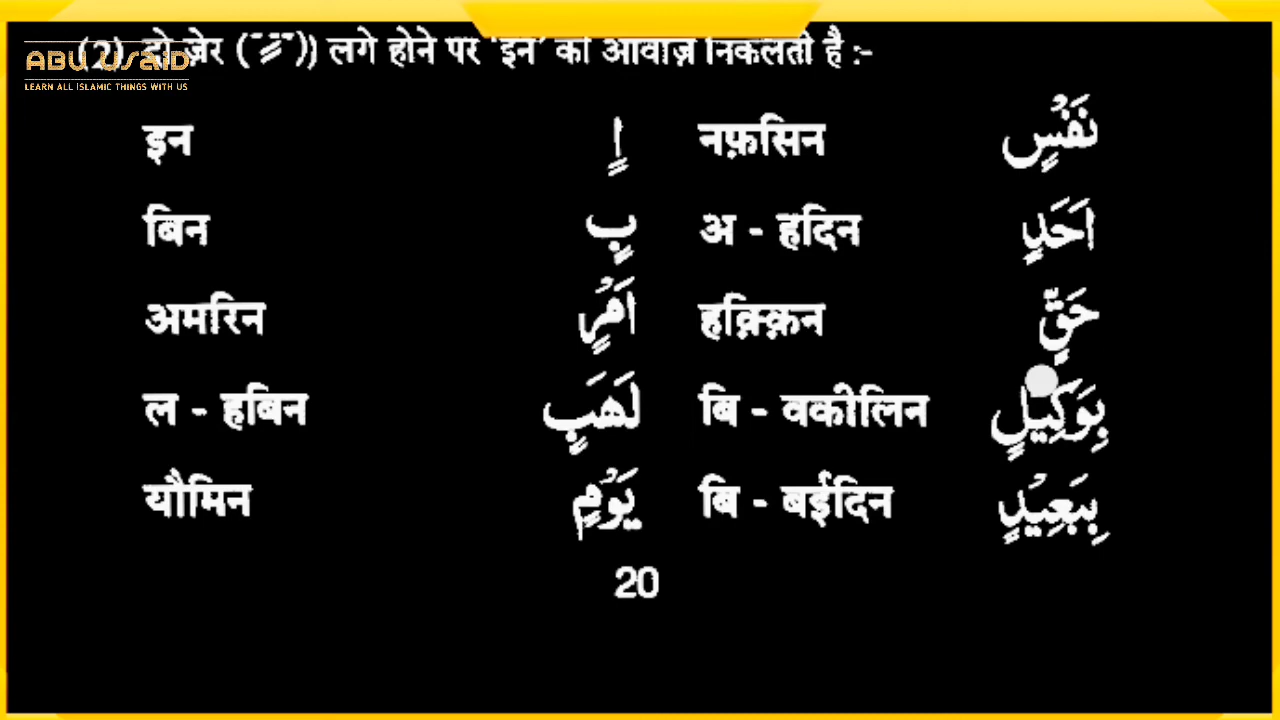 ABU USAID
LEARN ALL ISLAMIC THINGS WITH US
(2) दो ज़ेर (ـٍـ)) लगे होने पर 'इन' की आवाज़ निकलती है :-
इन اٍ नफ़सिन نَفْسٍ
बिन بٍ अ - हदिन اَحَدٍ
अमरिन اَمْرٍ हक़्क़िन حَقٍّ
ल - हबिन لَهَبٍ बि - वकीलिन بِوَكِيْلٍ
यौमिन يَوْمٍ बि - बईदिन بِبَعِيْدٍ
20